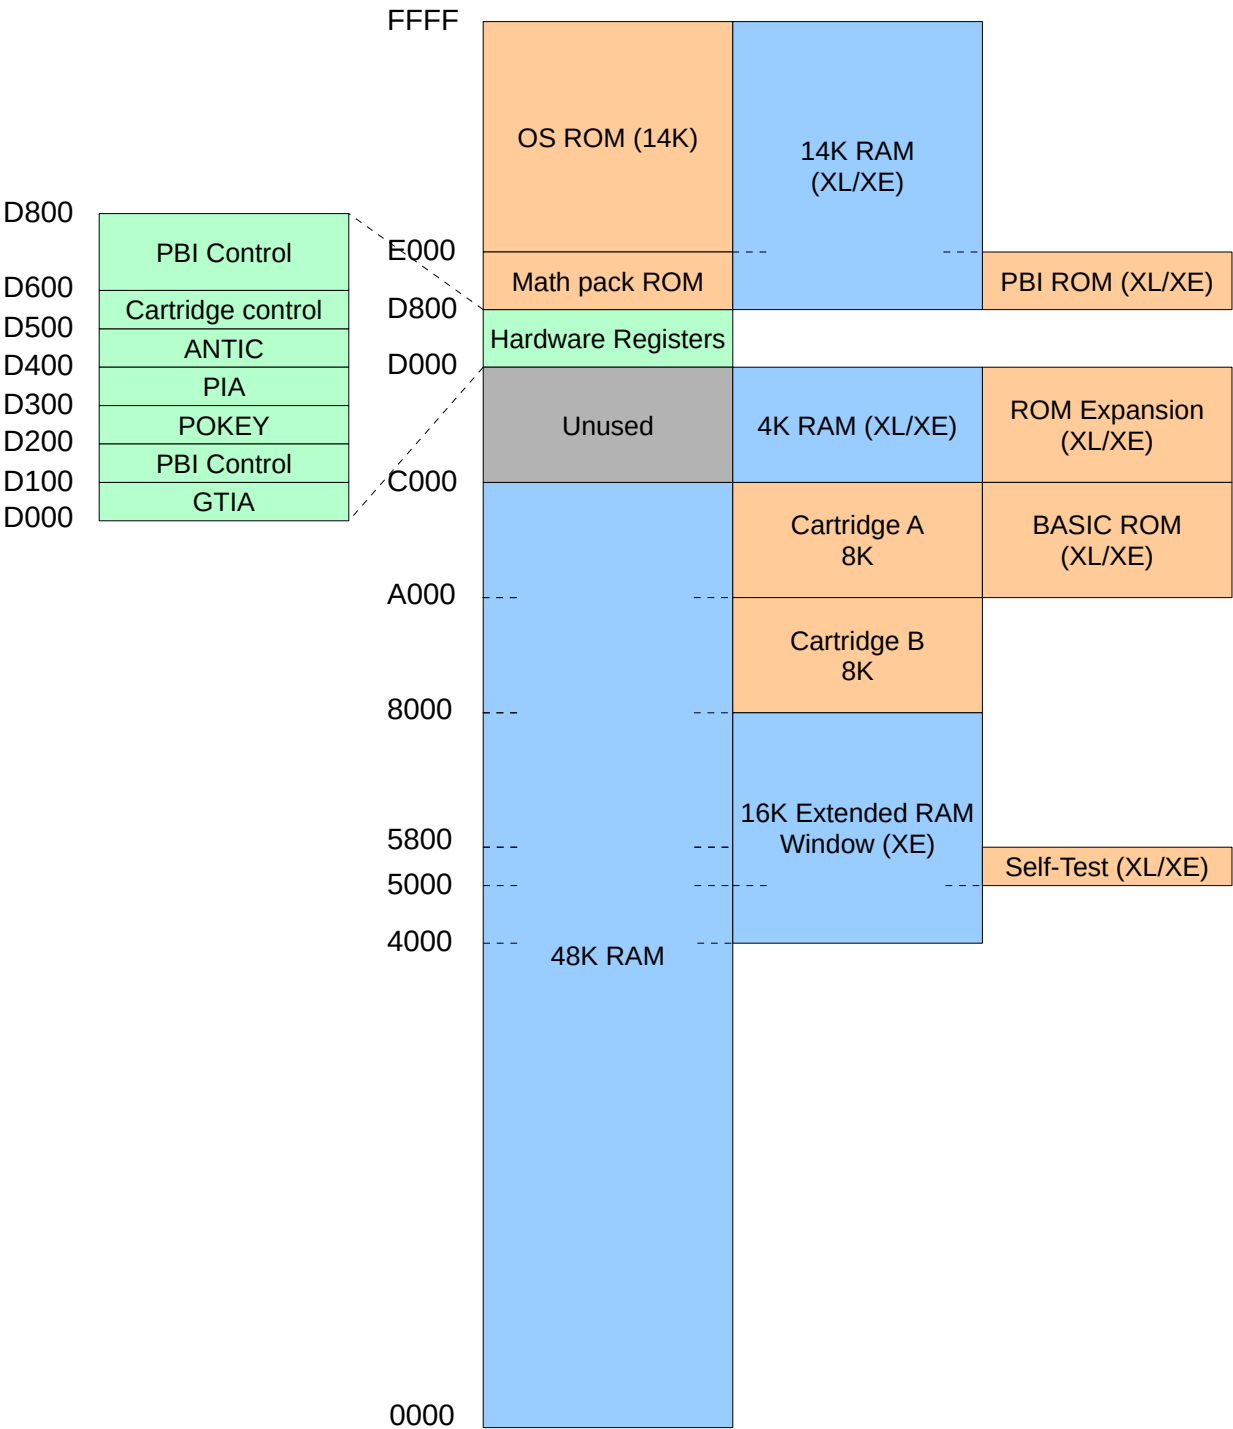 FFFF
OS ROM (14K)
14K RAM
(XL/XE)
D800
PBI Control
E000
Math pack ROM
PBI ROM (XL/XE)
D600
Cartridge control
D800
Hardware Registers
D500
ANTIC
D400
D000
PIA
D300
POKEY
Unused
4K RAM (XL/XE)
ROM Expansion
(XL/XE)
D200
PBI Control
D100
C000
GTIA
D000
Cartridge A
8K
BASIC ROM
(XL/XE)
A000
Cartridge B
8K
8000
16K Extended RAM
Window (XE)
5800
Self-Test (XL/XE)
5000
4000
48K RAM
0000